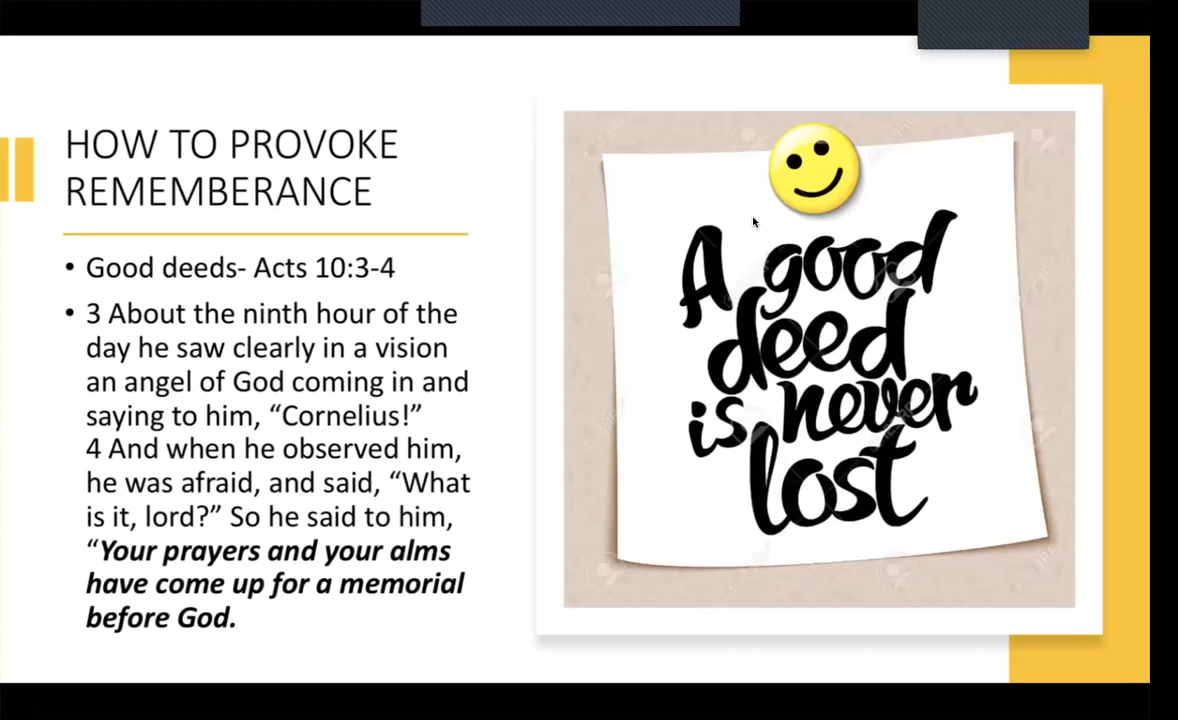 HOW TO PROVOKE
REMEMBERANCE
• Good deeds- Acts 10:3-4
• 3 About the ninth hour of the
day he saw clearly in a vision
an angel of God coming in and
saying to him, “Cornelius!”
4 And when he observed him,
he was afraid, and said, “What
is it, lord?” So he said to him,
“Your prayers and your alms
have come up for a memorial
before God.
A good
deed
is never
lost